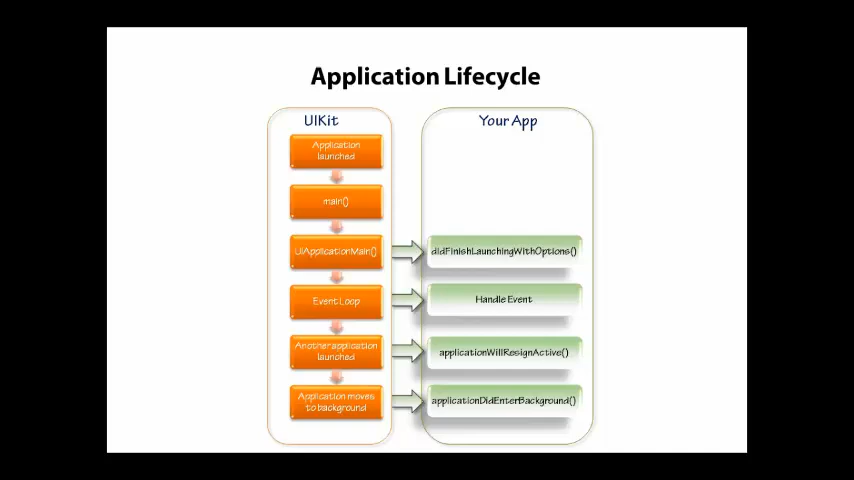 Application Lifecycle
UIKit
Your App
Application
launched
main()
UIApplicationMain()
didFinishLaunchingWithOptions()
Event Loop
Handle Event
Another application
launched
applicationWillResignActive()
Application moves
to background
applicationDidEnterBackground()